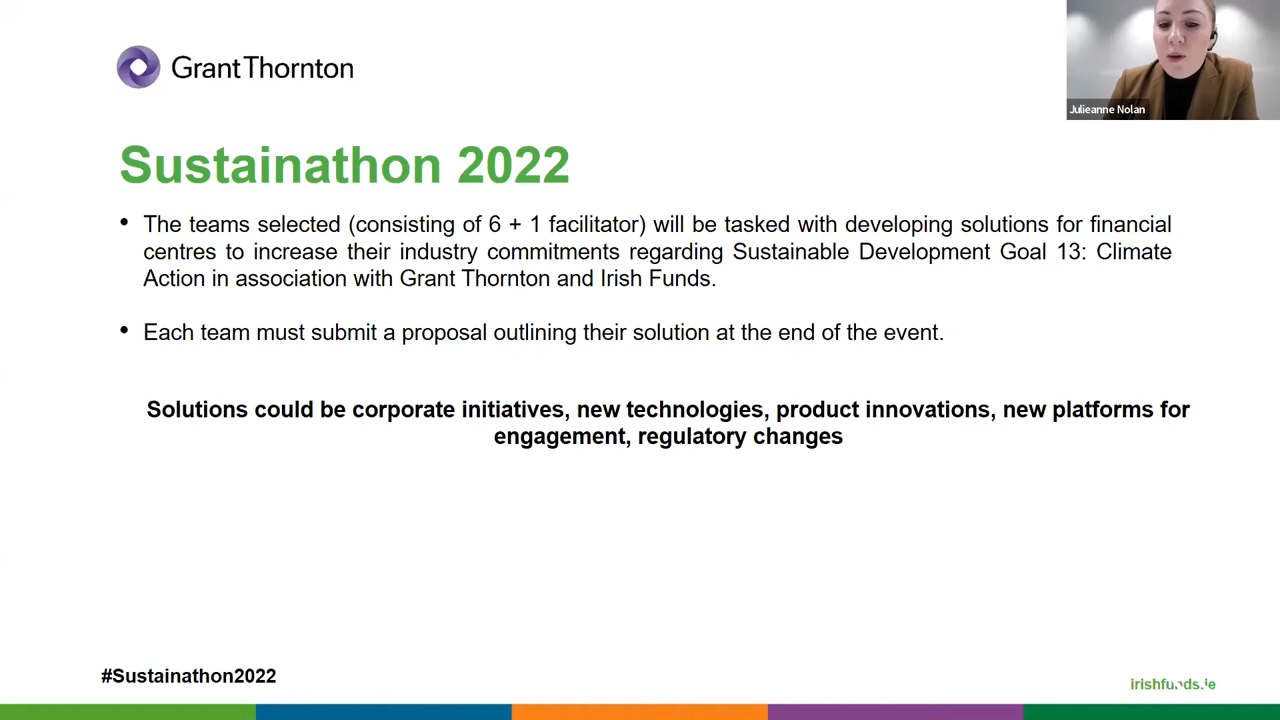 Grant Thornton
Julieanne Nolan
Sustainathon 2022
• The teams selected (consisting of 6 + 1 facilitator) will be tasked with developing solutions for financial
centres to increase their industry commitments regarding Sustainable Development Goal 13: Climate
Action in association with Grant Thornton and Irish Funds.
• Each team must submit a proposal outlining their solution at the end of the event.
Solutions could be corporate initiatives, new technologies, product innovations, new platforms for
engagement, regulatory changes
#Sustainathon2022
irishfunds.ie